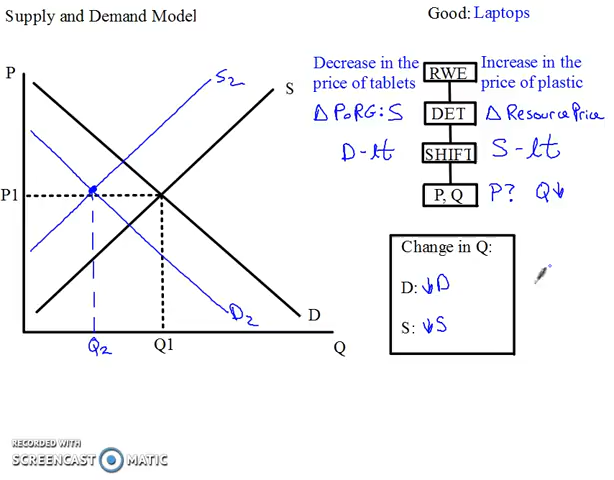 Supply and Demand Model
Good: Laptops
Decrease in the
price of tablets
RWE
Increase in the
price of plastic
Δ PoRG:S
DET
Δ Resource Price
D-lt
SHIFT
S-lt
P, Q
P? Q↓
Change in Q:
D: ↓D
S: ↓S
P
S2
S
P1
D2
D
Q2
Q1
Q
RECORDED WITH
SCREENCAST MATIC